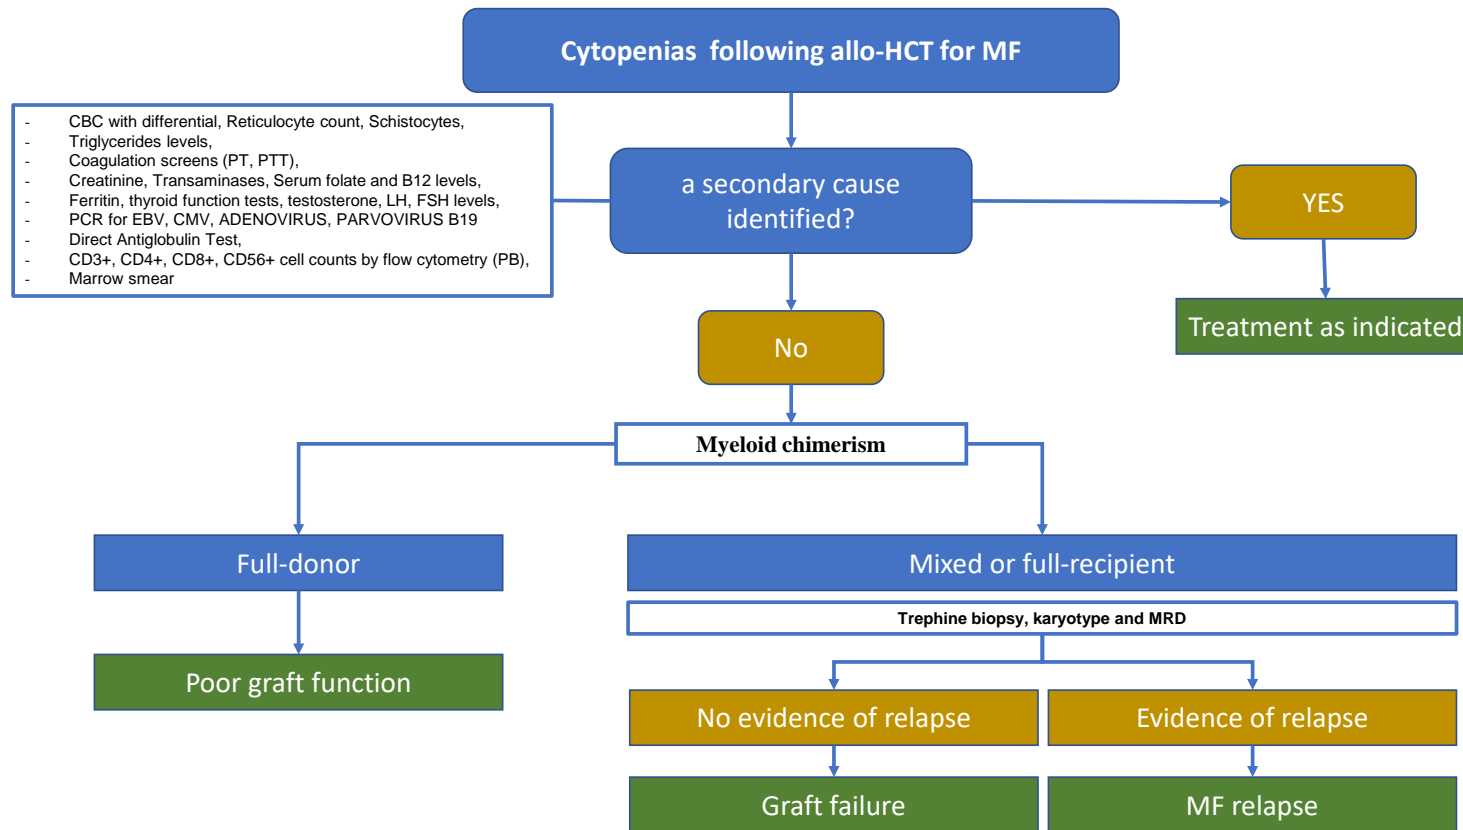 Cytopenias following allo-HCT for MF
- CBC with differential, Reticulocyte count, Schistocytes,
- Triglycerides levels,
- Coagulation screens (PT, PTT),
- Creatinine, Transaminases, Serum folate and B12 levels,
- Ferritin, thyroid function tests, testosterone, LH, FSH levels,
- PCR for EBV, CMV, ADENOVIRUS, PARVOVIRUS B19
- Direct Antiglobulin Test,
- CD3+, CD4+, CD8+, CD56+ cell counts by flow cytometry (PB),
- Marrow smear
a secondary cause
identified?
YES
Treatment as indicated
No
Myeloid chimerism
Full-donor
Mixed or full-recipient
Trephine biopsy, karyotype and MRD
Poor graft function
No evidence of relapse
Evidence of relapse
Graft failure
MF relapse